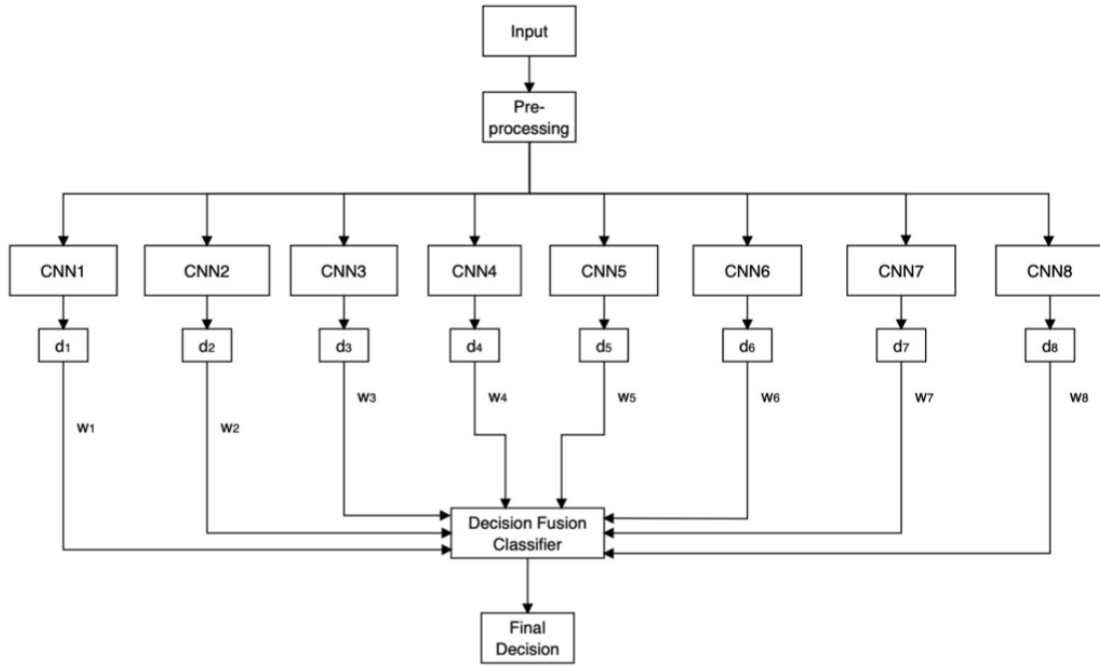 Input
Pre-
processing
CNN1 CNN2 CNN3 CNN4 CNN5 CNN6 CNN7 CNN8
d1 d2 d3 d4 d5 d6 d7 d8
w3 w4 w5 w6 w7 w8
w1 w2
Decision Fusion
Classifier
Final
Decision